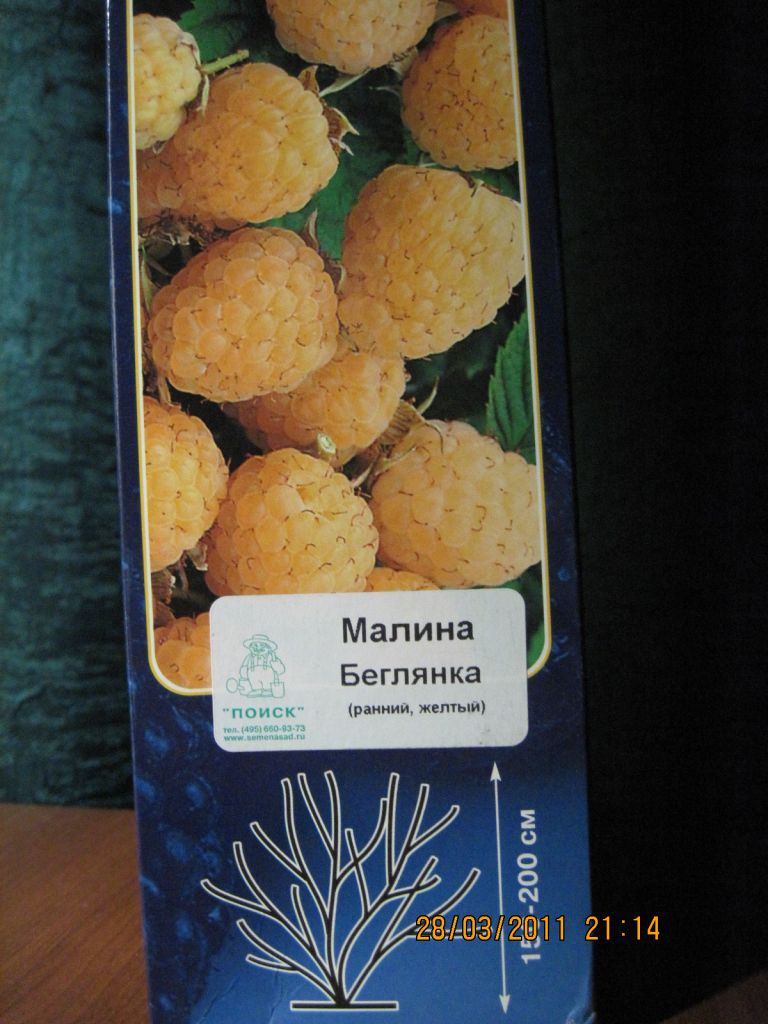 Малина
Беглянка
(ранний, желтый)
"ПОИСК"
тел. (495) 660-93-73
www.semenasad.ru
200 см
28/03/2011 21:14